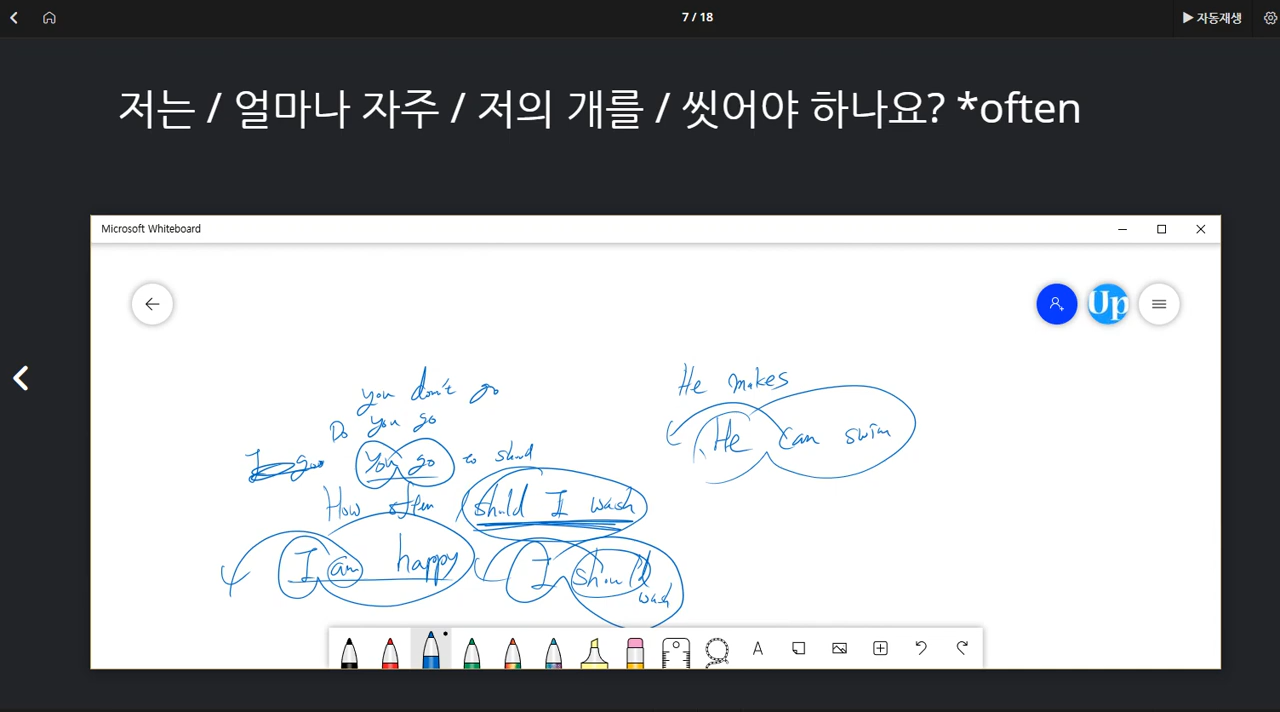 7 / 18
▶ 자동재생
저는 / 얼마나 자주 / 저의 개를 / 씻어야 하나요? *often
Microsoft Whiteboard
Up
you don't go
Do you go
You go to
How often should I wash
I am happy
I should
wash
He makes
He can swim
A